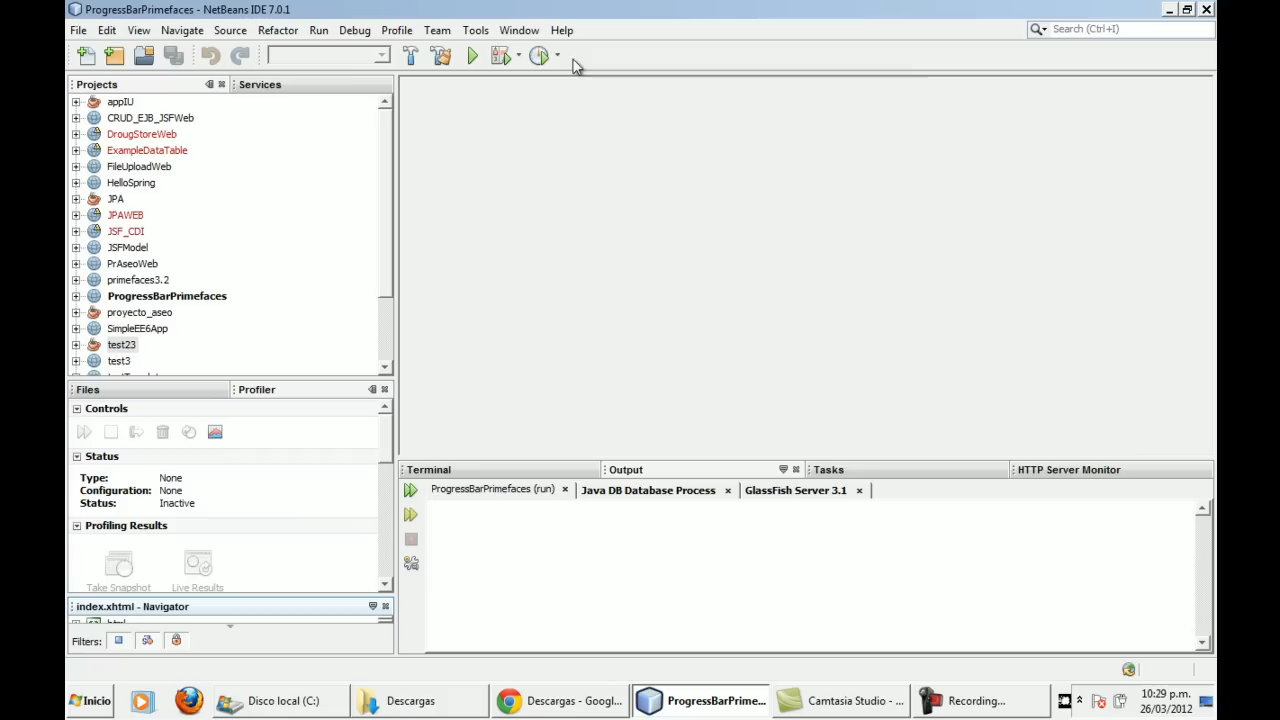 ProgressBarPrimefaces - NetBeans IDE 7.0.1
File Edit View Navigate Source Refactor Run Debug Profile Team Tools Window Help
Search (Ctrl+I)
Projects Services
appIU
CRUD_EJB_JSFWeb
DrougStoreWeb
ExampleDataTable
FileUploadWeb
HelloSpring
JPA
JPAWEB
JSF_CDI
JSFModel
PrAseoWeb
primefaces3.2
ProgressBarPrimefaces
proyecto_aseo
SimpleEE6App
test23
test3
Files Profiler
Controls
Status
Type: None
Configuration: None
Status: Inactive
Profiling Results
Take Snapshot Live Results
index.xhtml - Navigator
html
Filters:
Terminal Output Tasks HTTP Server Monitor
ProgressBarPrimefaces (run) Java DB Database Process GlassFish Server 3.1
Inicio Disco local (C:) Descargas Descargas - Googl... ProgressBarPrime... Camtasia Studio - ... Recording...
10:29 p.m.
26/03/2012